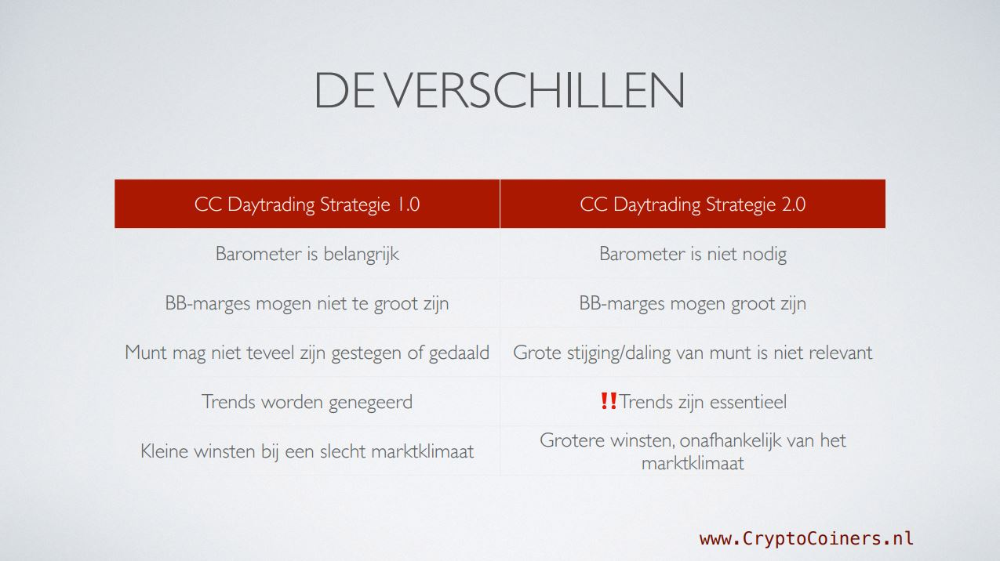 DE VERSCHILLEN
CC Daytrading Strategie 1.0
CC Daytrading Strategie 2.0
Barometer is belangrijk
Barometer is niet nodig
BB-marges mogen niet te groot zijn
BB-marges mogen groot zijn
Munt mag niet teveel zijn gestegen of gedaald
Grote stijging/daling van munt is niet relevant
Trends worden genegeerd
‼Trends zijn essentieel
Kleine winsten bij een slecht marktklimaat
Grotere winsten, onafhankelijk van het
marktklimaat
www.CryptoCoiners.nl